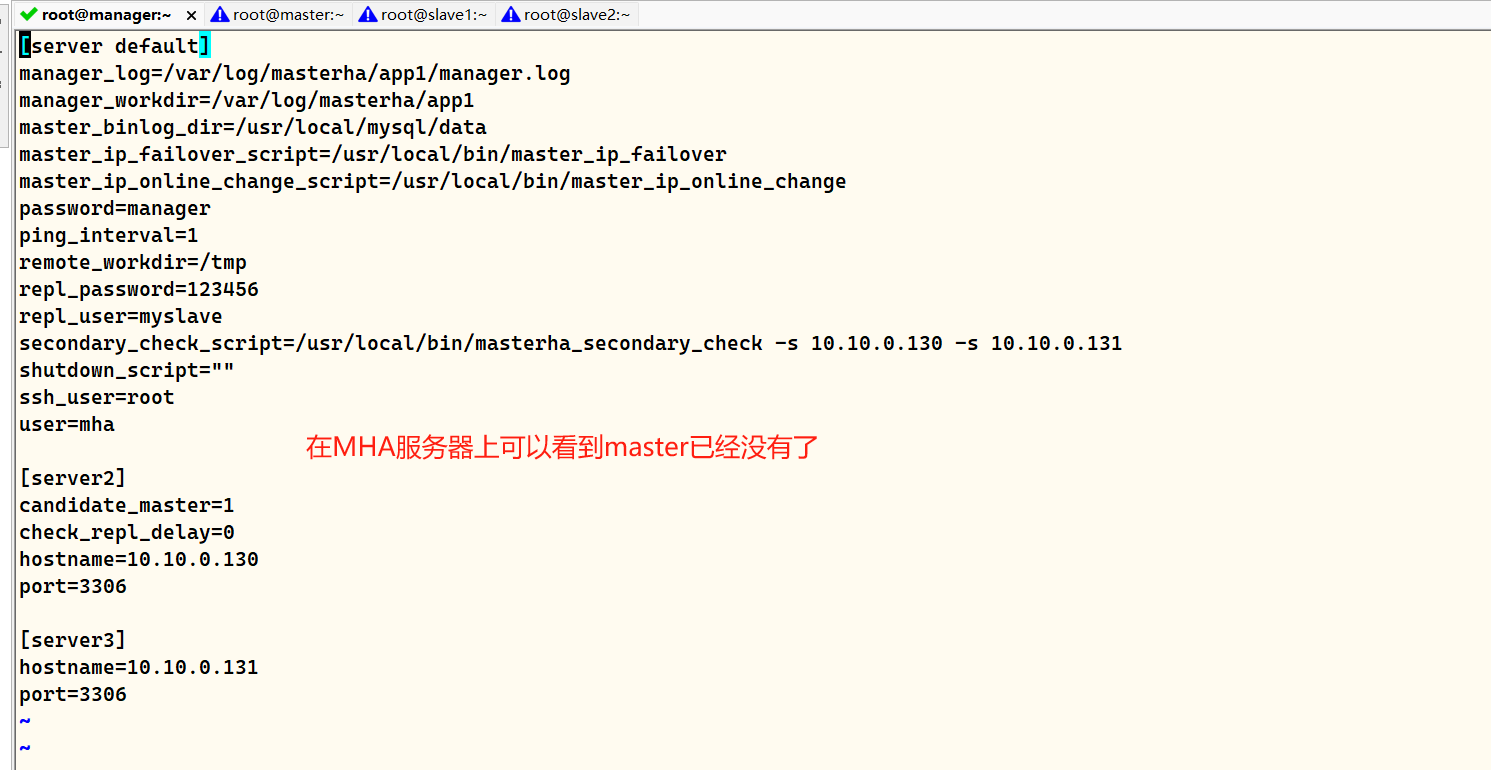 root@manager:~ × root@master:~ root@slave1:~ root@slave2:~
[server default]
manager_log=/var/log/masterha/app1/manager.log
manager_workdir=/var/log/masterha/app1
master_binlog_dir=/usr/local/mysql/data
master_ip_failover_script=/usr/local/bin/master_ip_failover
master_ip_online_change_script=/usr/local/bin/master_ip_online_change
password=manager
ping_interval=1
remote_workdir=/tmp
repl_password=123456
repl_user=myslave
secondary_check_script=/usr/local/bin/masterha_secondary_check -s 10.10.0.130 -s 10.10.0.131
shutdown_script=""
ssh_user=root
user=mha
在MHA服务器上可以看到master已经没有了
[server2]
candidate_master=1
check_repl_delay=0
hostname=10.10.0.130
port=3306
[server3]
hostname=10.10.0.131
port=3306
~
~